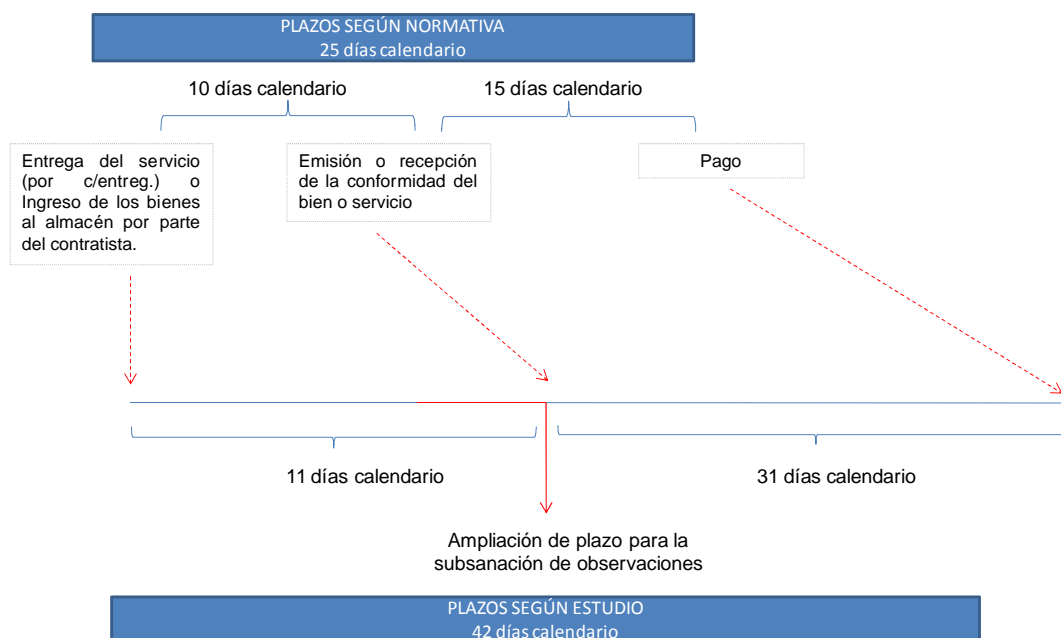 PLAZOS SEGÚN NORMATIVA
25 días calendario
10 días calendario
15 días calendario
Entrega del servicio
(por c/entreg.) o
Ingreso de los bienes
al almacén por parte
del contratista.
Emisión o recepción
de la conformidad del
bien o servicio
Pago
11 días calendario
31 días calendario
Ampliación de plazo para la
subsanación de observaciones
PLAZOS SEGÚN ESTUDIO
42 días calendario